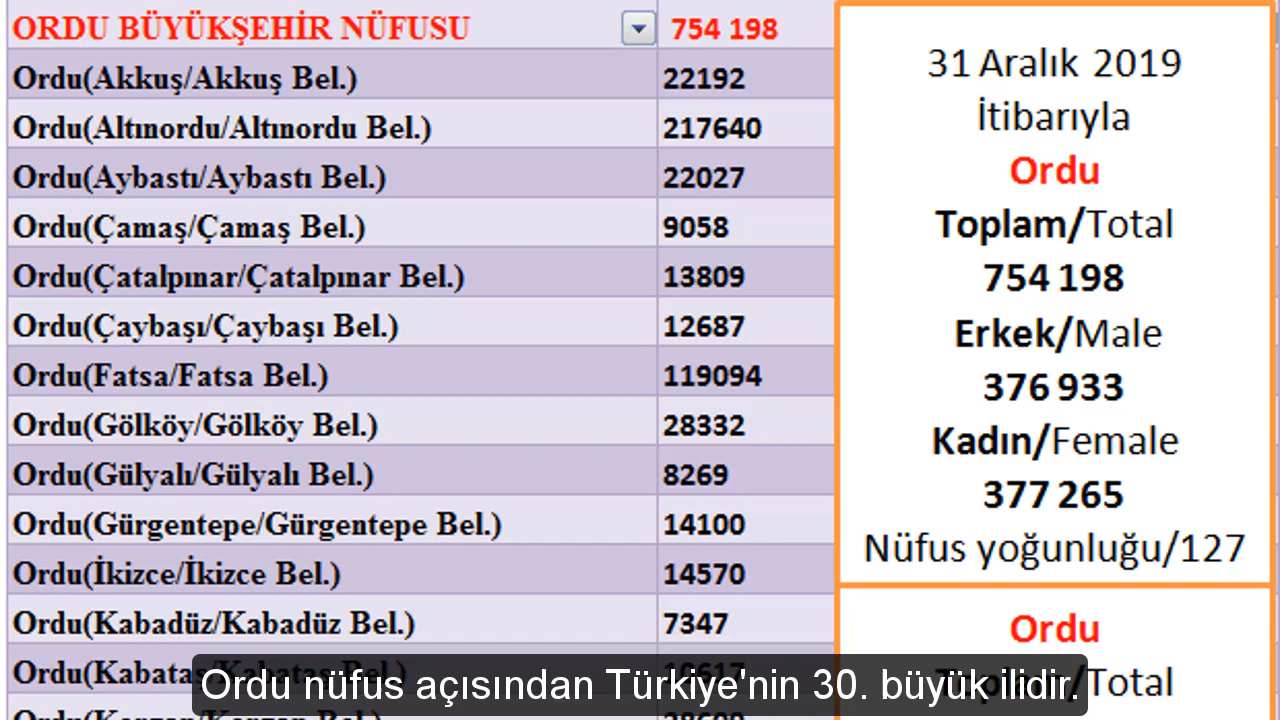 ORDU BÜYÜKŞEHİR NÜFUSU 754 198
Ordu(Akkuş/Akkuş Bel.) 22192
Ordu(Altınordu/Altınordu Bel.) 217640
Ordu(Aybastı/Aybastı Bel.) 22027
Ordu(Çamaş/Çamaş Bel.) 9058
Ordu(Çatalpınar/Çatalpınar Bel.) 13809
Ordu(Çaybaşı/Çaybaşı Bel.) 12687
Ordu(Fatsa/Fatsa Bel.) 119094
Ordu(Gölköy/Gölköy Bel.) 28332
Ordu(Gülyalı/Gülyalı Bel.) 8269
Ordu(Gürgentepe/Gürgentepe Bel.) 14100
Ordu(İkizce/İkizce Bel.) 14570
Ordu(Kabadüz/Kabadüz Bel.) 7347
Ordu(Kabataş/Kabataş Bel.)
31 Aralık 2019
İtibarıyla
Ordu
Toplam/Total
754 198
Erkek/Male
376 933
Kadın/Female
377 265
Nüfus yoğunluğu/127
Ordu
Toplam/Total
Ordu nüfus açısından Türkiye'nin 30. büyük ilidir.